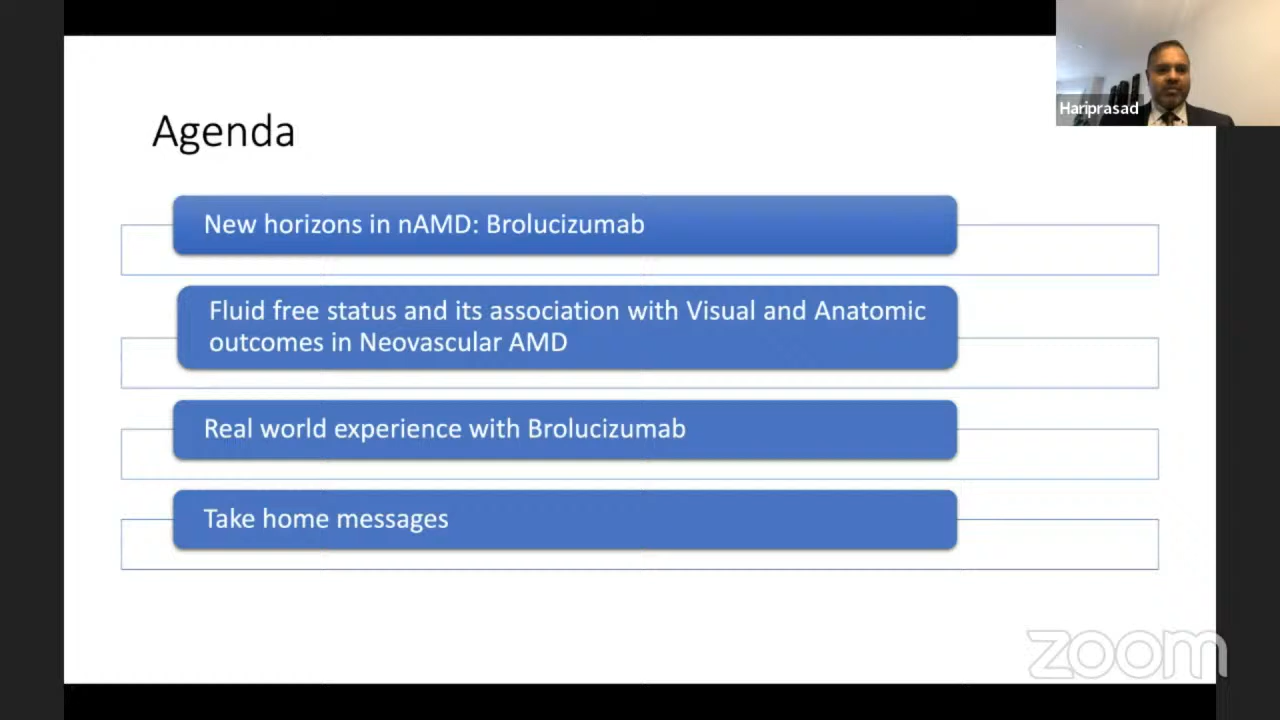 Hariprasad
Agenda
New horizons in nAMD: Brolucizumab
Fluid free status and its association with Visual and Anatomic
outcomes in Neovascular AMD
Real world experience with Brolucizumab
Take home messages
zoom